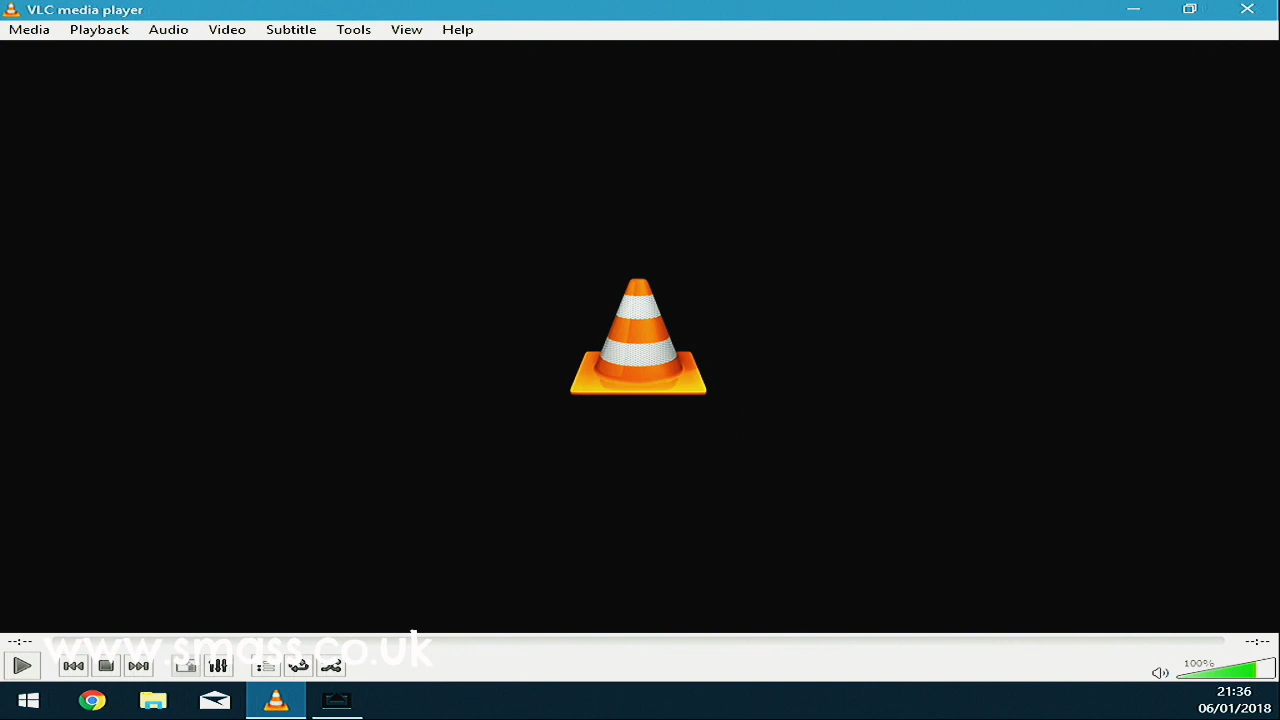 VLC media player
Media Playback Audio Video Subtitle Tools View Help
--:-- --:--
www.smass.co.uk
100%
21:36
06/01/2018